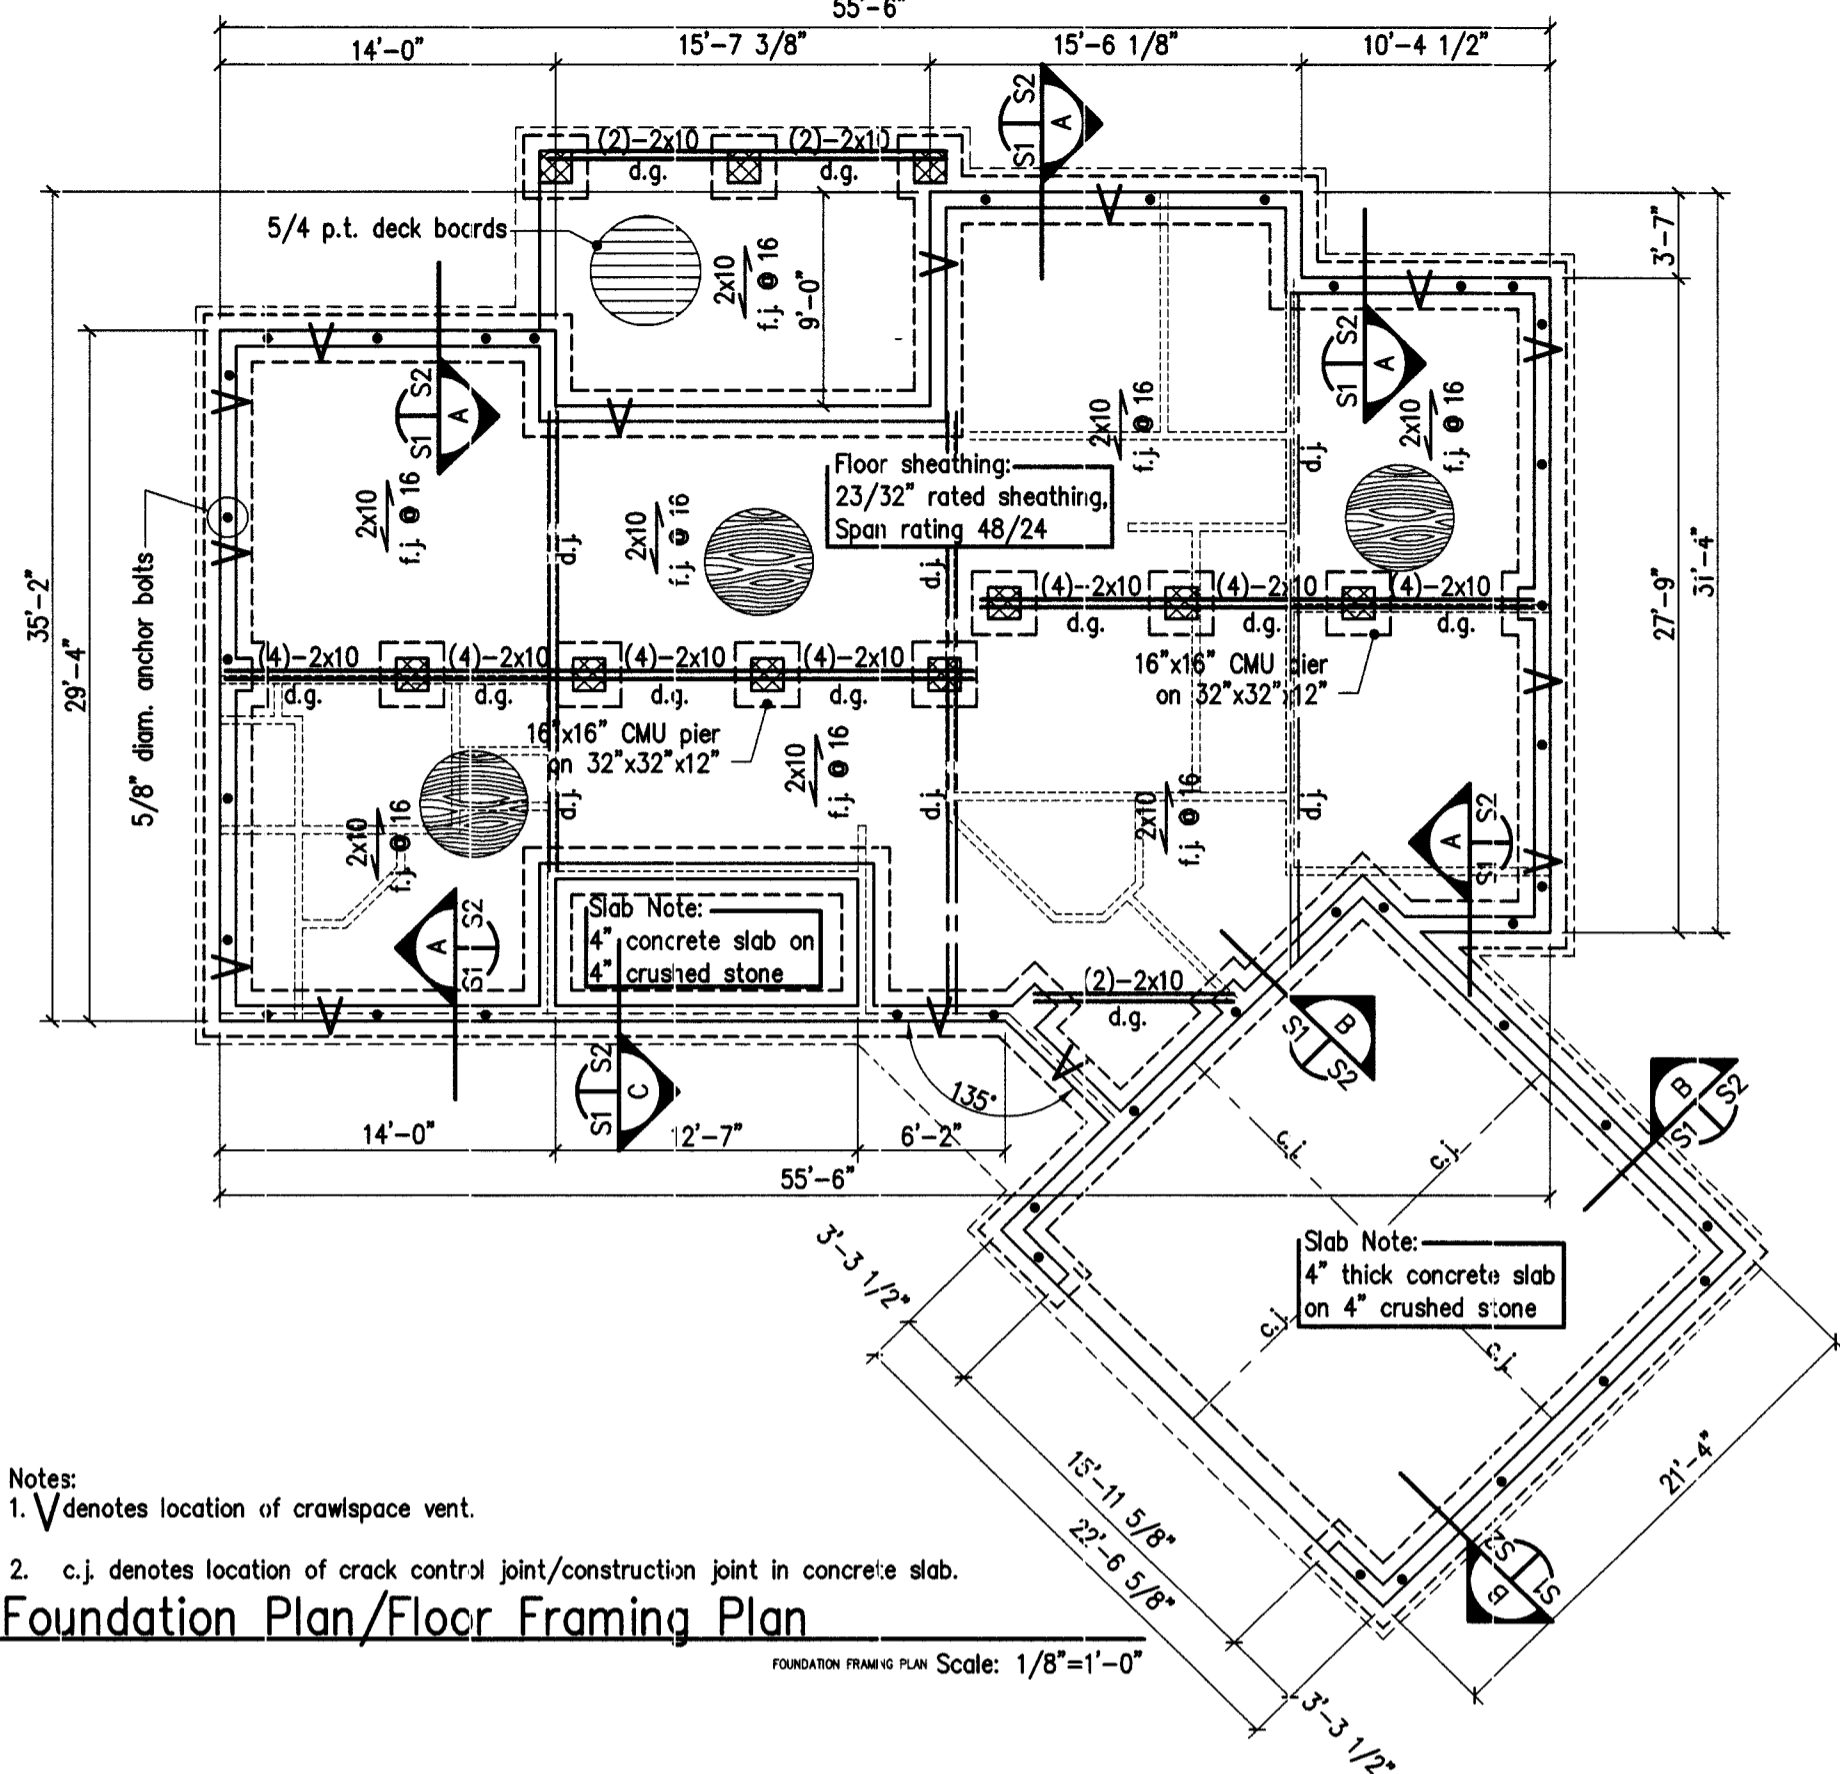 55'-6"
14'-0"
15'-7 3/8"
15'-6 1/8"
10'-4 1/2"
S1 S2
A
(2)-2x10
(2)-2x10
d.g.
d.g.
5/4 p.t. deck boards
2x10
f.j. @ 16
9'-0"
3'-7"
S1 S2
A
S1 S2
A
2x10
f.j. @ 16
2x10
f.j. @ 16
2x10
f.j. @ 16
2x10
f.j. @ 16
d.j.
Floor sheathing:
23/32" rated sheathing,
Span rating 48/24
d.j.
d.j.
35'-2"
29'-4"
5/8" diam. anchor bolts
27'-9"
31'-4"
(4)-2x10
(4)-2x10
(4)-2x10
d.g.
d.g.
d.g.
(4)-2x10
(4)-2x10
(4)-2x10
(4)-2x10
d.g.
d.g.
d.g.
d.g.
16"x16" CMU pier
on 32"x32"x12"
16"x16" CMU pier
on 32"x32"x12"
2x10
f.j. @ 16
2x10
f.j. @ 16
2x10
f.j. @ 16
d.j.
d.j.
d.j.
A
S1 S2
A
S1 S2
Slab Note:
4" concrete slab on
4" crushed stone
(2)-2x10
d.g.
B
S1
S2
S1 S2
C
135°
B
S1
S2
14'-0"
12'-7"
6'-2"
55'-6"
c.j.
c.j.
3'-3 1/2"
Slab Note:
4" thick concrete slab
on 4" crushed stone
c.j.
c.j.
15'-11 5/8"
22'-6 5/8"
21'-4"
B
S1
S2
3'-3 1/2"
Notes:
1. V denotes location of crawlspace vent.
2. c.j. denotes location of crack control joint/construction joint in concrete slab.
Foundation Plan/Floor Framing Plan
FOUNDATION FRAMING PLAN Scale: 1/8"=1'-0"